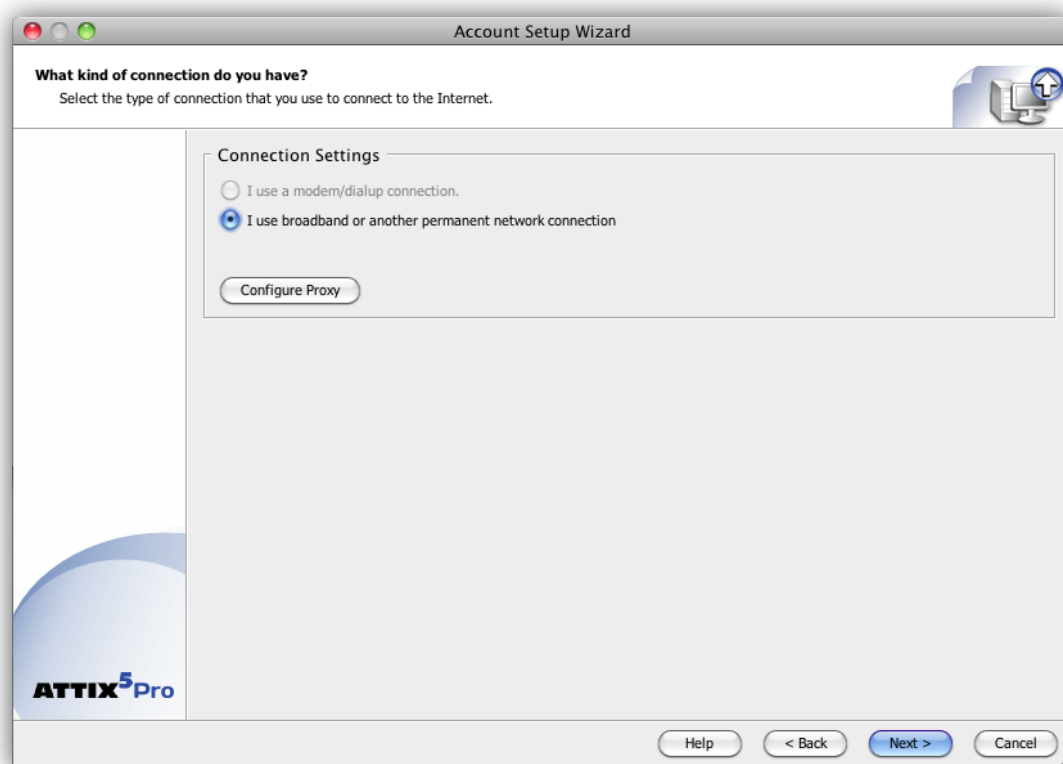 Account Setup Wizard
What kind of connection do you have?
Select the type of connection that you use to connect to the Internet.
Connection Settings
I use a modem/dialup connection.
I use broadband or another permanent network connection
Configure Proxy
ATTIX5Pro
Help
< Back
Next >
Cancel